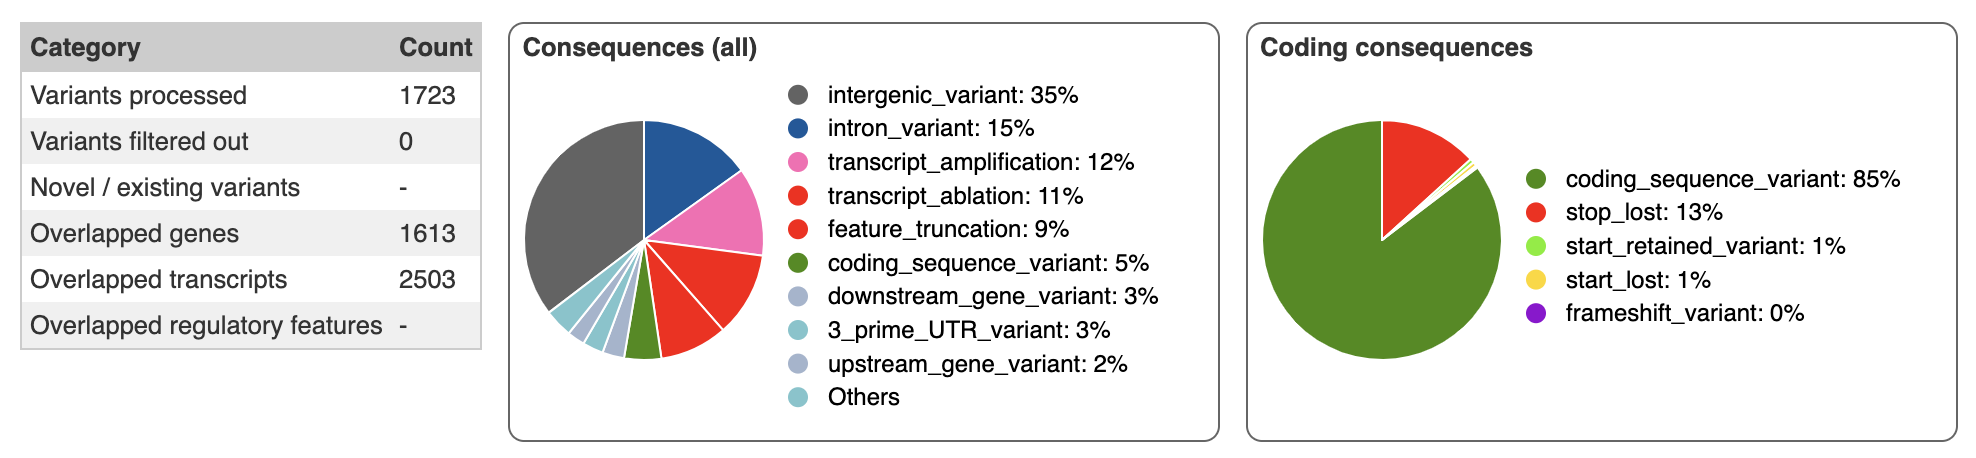 Category Count
Variants processed 1723
Variants filtered out 0
Novel / existing variants -
Overlapped genes 1613
Overlapped transcripts 2503
Overlapped regulatory features -
Consequences (all)
intergenic_variant: 35%
intron_variant: 15%
transcript_amplification: 12%
transcript_ablation: 11%
feature_truncation: 9%
coding_sequence_variant: 5%
downstream_gene_variant: 3%
3_prime_UTR_variant: 3%
upstream_gene_variant: 2%
Others
Coding consequences
coding_sequence_variant: 85%
stop_lost: 13%
start_retained_variant: 1%
start_lost: 1%
frameshift_variant: 0%